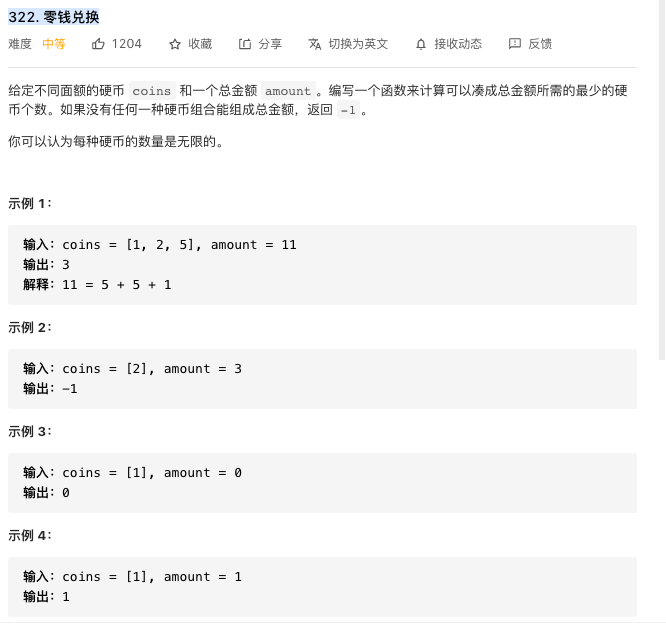 322. 零钱兑换
难度 中等 1204 收藏 分享 切换为英文 接收动态 反馈
给定不同面额的硬币 coins 和一个总金额 amount。编写一个函数来计算可以凑成总金额所需的最少的硬
币个数。如果没有任何一种硬币组合能组成总金额，返回 -1。
你可以认为每种硬币的数量是无限的。
示例 1：
输入：coins = [1, 2, 5], amount = 11
输出：3
解释：11 = 5 + 5 + 1
示例 2：
输入：coins = [2], amount = 3
输出：-1
示例 3：
输入：coins = [1], amount = 0
输出：0
示例 4：
输入：coins = [1], amount = 1
输出：1